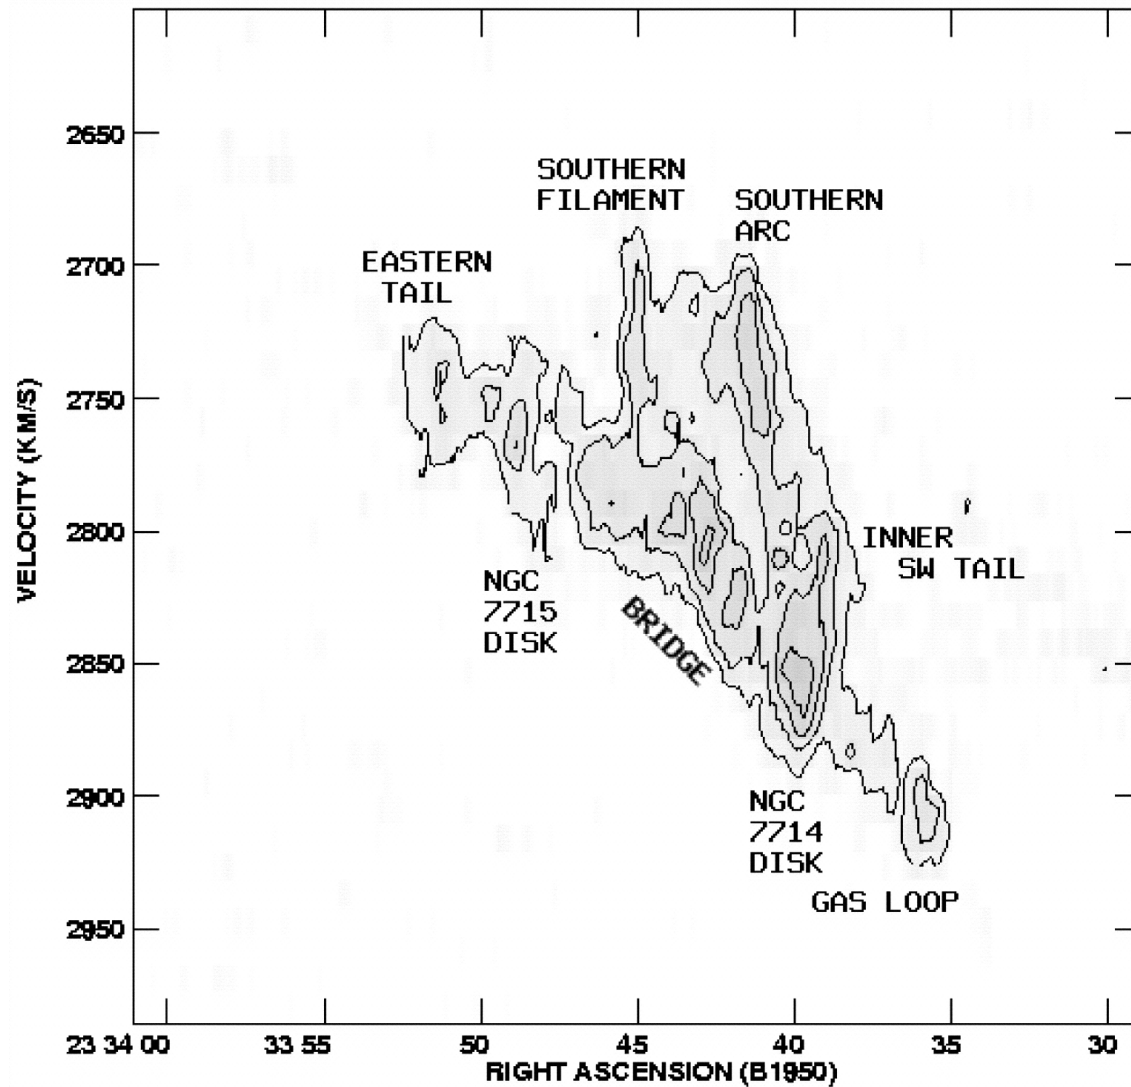 2650
SOUTHERN
FILAMENT
SOUTHERN
ARC
2700
EASTERN
TAIL
2750
VELOCITY (KM/S)
2800
INNER
SW TAIL
NGC
7715
DISK
BRIDGE
2850
2900
NGC
7714
DISK
GAS LOOP
2950
23 34 00
33 55
50
45
40
35
30
RIGHT ASCENSION (B1950)